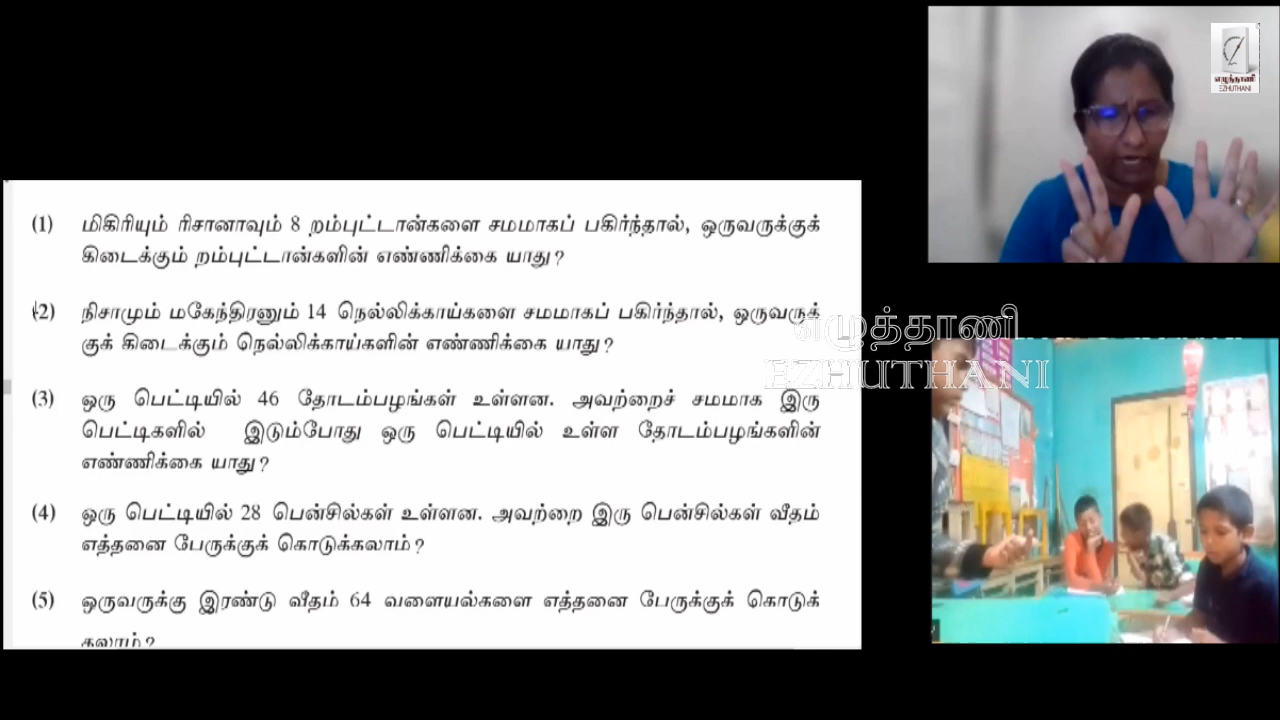 (1) மிகிரியும் ரிசானாவும் 8 றம்புட்டான்களை சமமாகப் பகிர்ந்தால், ஒருவருக்குக்
கிடைக்கும் றம்புட்டான்களின் எண்ணிக்கை யாது?
(2) நிசாமும் மகேந்திரனும் 14 நெல்லிக்காய்களை சமமாகப் பகிர்ந்தால், ஒருவருக்
குக் கிடைக்கும் நெல்லிக்காய்களின் எண்ணிக்கை யாது?
(3) ஒரு பெட்டியில் 46 தோடம்பழங்கள் உள்ளன. அவற்றைச் சமமாக இரு
பெட்டிகளில் இடும்போது ஒரு பெட்டியில் உள்ள தோடம்பழங்களின்
எண்ணிக்கை யாது?
(4) ஒரு பெட்டியில் 28 பென்சில்கள் உள்ளன. அவற்றை இரு பென்சில்கள் வீதம்
எத்தனை பேருக்குக் கொடுக்கலாம்?
(5) ஒருவருக்கு இரண்டு வீதம் 64 வளையல்களை எத்தனை பேருக்குக் கொடுக்
கலாம்?
எழுத்தாணி
EZHUTHANI
எழுத்தாணி
EZHUTHANI